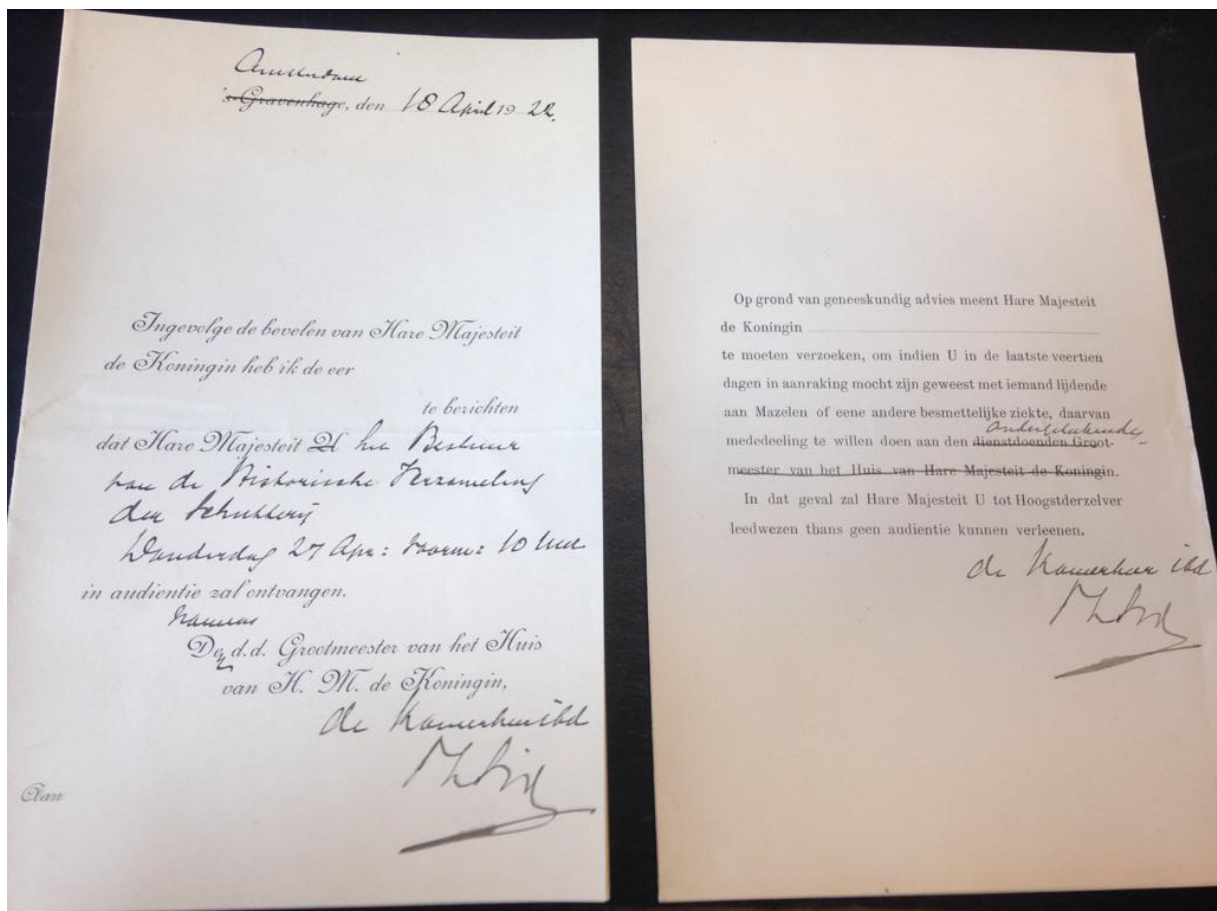 Amsterdam
's-Gravenhage, den 18 April 1922.
Ingevolge de bevelen van Hare Majesteit
de Koningin heb ik de eer
te berichten
dat Hare Majesteit U het Bestuur
van de Historische Verzameling
der Schutterij
Donderdag 27 Apr: voorm: 10 uur
in audientie zal ontvangen.
Namens
Den d.d. Grootmeester van het Huis
van H. M. de Koningin,
de Kamerheer ibd
Aan
Op grond van geneeskundig advies meent Hare Majesteit
de Koningin
te moeten verzoeken, om indien U in de laatste veertien
dagen in aanraking mocht zijn geweest met iemand lijdende
aan Mazelen of eene andere besmettelijke ziekte, daarvan
ondergeteekende
mededeeling te willen doen aan den dienstdoenden Groot-
meester van het Huis van Hare Majesteit de Koningin.
In dat geval zal Hare Majesteit U tot Hoogstderzelver
leedwezen thans geen audientie kunnen verleenen.
de Kamerheer ibd